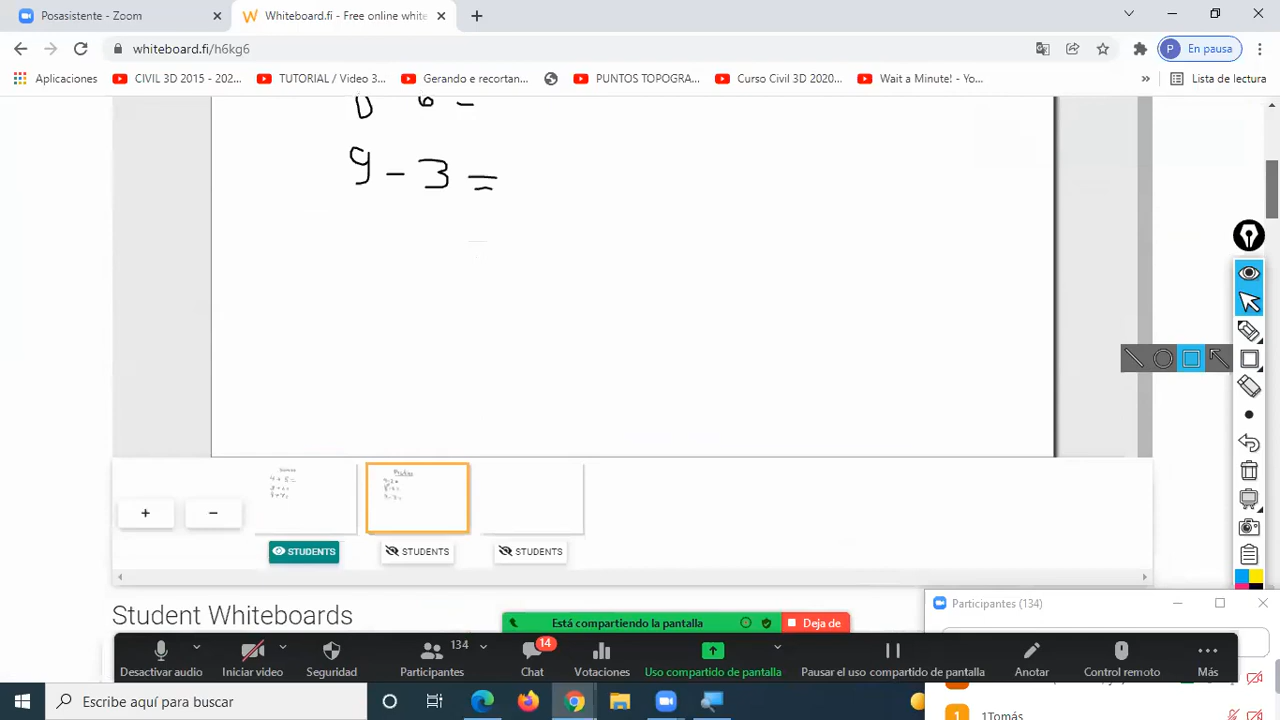 Posasistente - Zoom
Whiteboard.fi - Free online white
whiteboard.fi/h6kg6
P En pausa
Aplicaciones
CIVIL 3D 2015 - 202...
TUTORIAL / Video 3...
Gerando e recortan...
PUNTOS TOPOGRA...
Curso Civil 3D 2020...
Wait a Minute! - Yo...
»
Lista de lectura
9 - 3 =
+
-
STUDENTS
STUDENTS
STUDENTS
Student Whiteboards
Participantes (134)
Está compartiendo la pantalla
Deja de
134
14
Desactivar audio
Iniciar video
Seguridad
Participantes
Chat
Votaciones
Uso compartido de pantalla
Pausar el uso compartido de pantalla
Anotar
Control remoto
Más
Escribe aquí para buscar
1
1Tomás